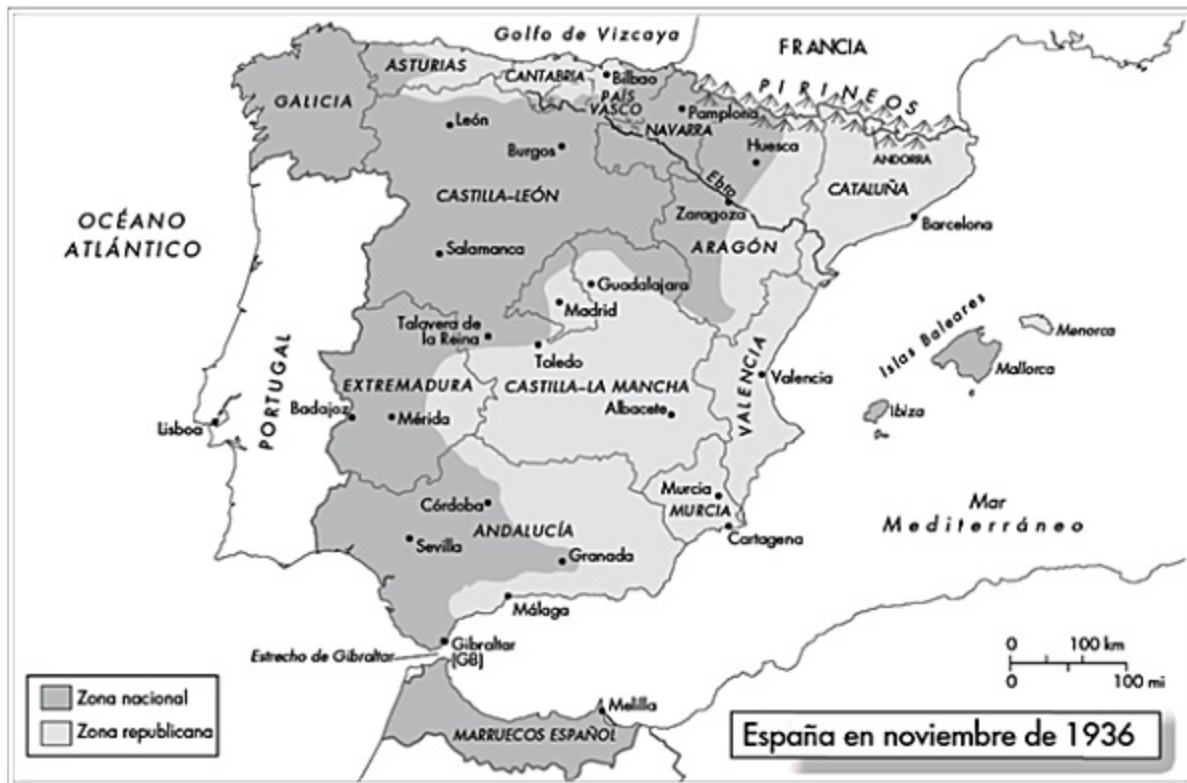 Golfo de Vizcaya
FRANCIA
PIRINEOS
ASTURIAS
CANTABRIA
Bilbao
PAÍS
VASCO
GALICIA
León
Pamplona
NAVARRA
Burgos
Huesca
ANDORRA
CATALUÑA
CASTILLA–LEÓN
Ebro
Zaragoza
Barcelona
OCÉANO
ATLÁNTICO
Salamanca
ARAGÓN
Guadalajara
Madrid
Islas Baleares
Menorca
Mallorca
Ibiza
Talavera de
la Reina
Toledo
PORTUGAL
EXTREMADURA
CASTILLA–LA MANCHA
VALENCIA
Valencia
Lisboa
Badajoz
Mérida
Albacete
Murcia
MURCIA
Cartagena
Mar
Mediterráneo
Córdoba
ANDALUCÍA
Sevilla
Granada
Málaga
Estrecho de Gibraltar
Gibraltar
(GB)
0 100 km
0 100 mi
Zona nacional
Zona republicana
Melilla
MARRUECOS ESPAÑOL
España en noviembre de 1936